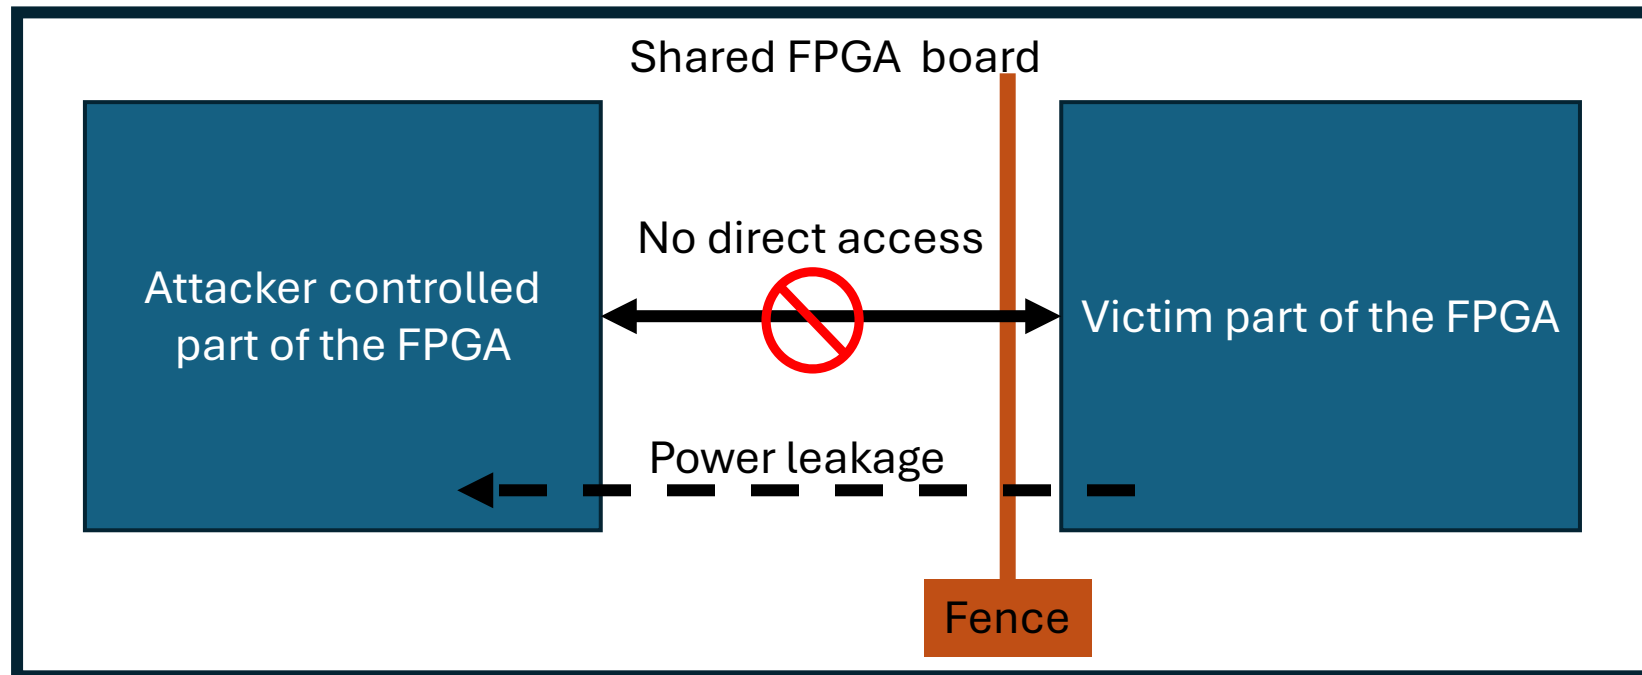 Shared FPGA  board
No direct access
Attacker controlled
part of the FPGA
Victim part of the FPGA
Power leakage
Fence